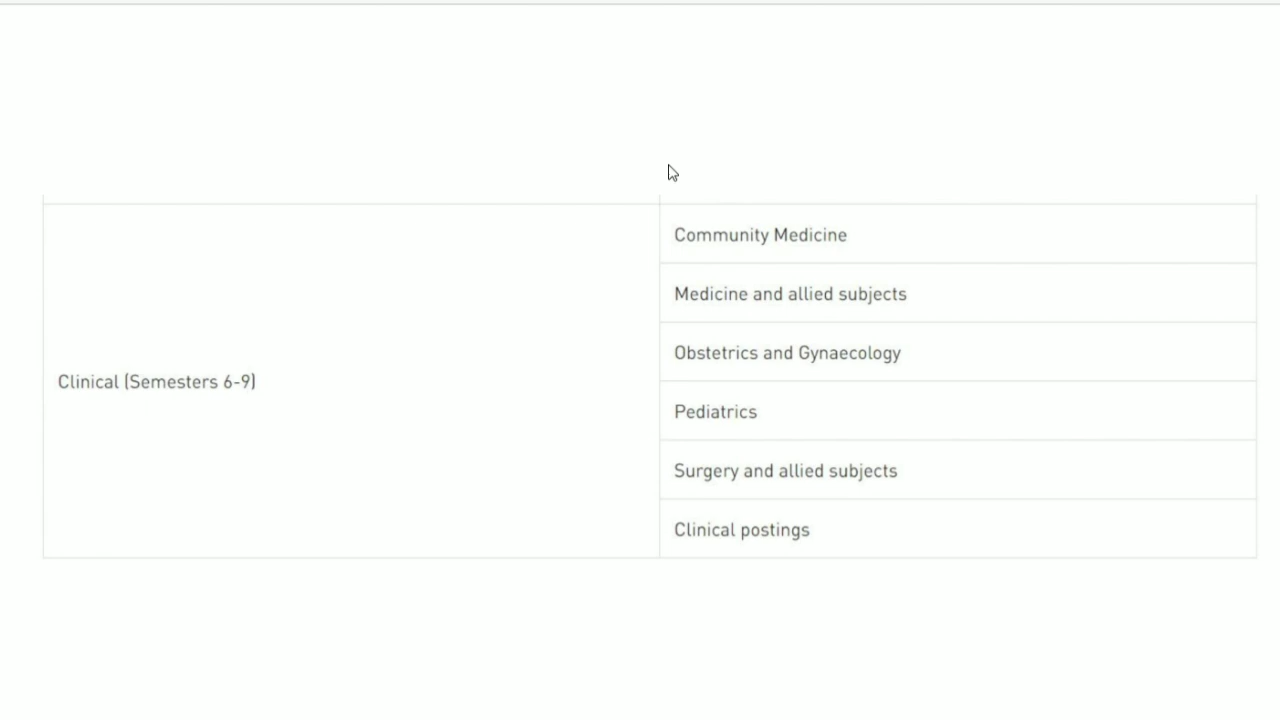 Community Medicine
Medicine and allied subjects
Obstetrics and Gynaecology
Clinical (Semesters 6-9)
Pediatrics
Surgery and allied subjects
Clinical postings